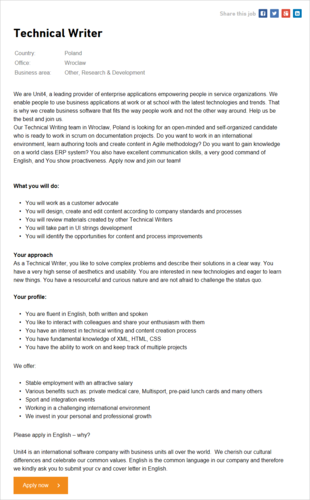 Share this job
Technical Writer
Country: Poland
Office: Wroclaw
Business area: Other, Research & Development
We are Unit4, a leading provider of enterprise applications empowering people in service organizations. We
enable people to use business applications at work or at school with the latest technologies and trends. That
is why we create business software that fits the way people work and not the other way around. Help us be
the best and join us.
Our Technical Writing team in Wroclaw, Poland is looking for an open-minded and self-organized candidate
who is ready to work in scrum on documentation projects. Do you want to work in an international
environment, learn authoring tools and create content in Agile methodology? Do you want to gain knowledge
on a world class ERP system? You also have excellent communication skills, a very good command of
English, and You show proactiveness. Apply now and join our team!
What you will do:
• You will work as a customer advocate
• You will design, create and edit content according to company standards and processes
• You will review materials created by other Technical Writers
• You will take part in UI strings development
• You will identify the opportunities for content and process improvements
Your approach
As a Technical Writer, you like to solve complex problems and describe their solutions in a clear way. You
have a very high sense of aesthetics and usability. You are interested in new technologies and eager to learn
new things. You have a resourceful and curious nature and are not afraid to challenge the status quo.
Your profile:
• You are fluent in English, both written and spoken
• You like to interact with colleagues and share your enthusiasm with them
• You have an interest in technical writing and content creation process
• You have fundamental knowledge of XML, HTML, CSS
• You have the ability to work on and keep track of multiple projects
We offer:
• Stable employment with an attractive salary
• Various benefits such as: private medical care, Multisport, pre-paid lunch cards and many others
• Sport and integration events
• Working in a challenging international environment
• We invest in your personal and professional growth
Please apply in English – why?
Unit4 is an international software company with business units all over the world. We cherish our cultural
differences and celebrate our common values. English is the common language in our company and therefore
we kindly ask you to submit your cv and cover letter in English.
Apply now >